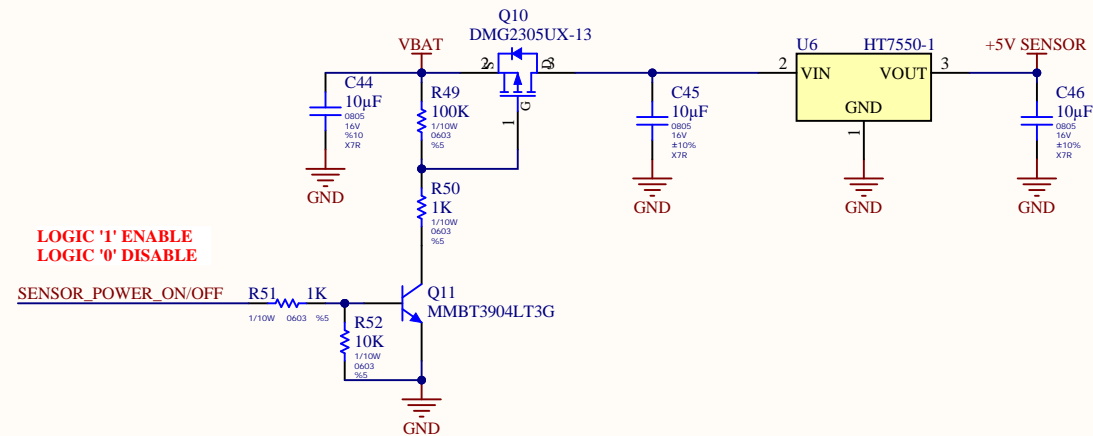 Q10
DMG2305UX-13
VBAT
2
S
D
3
G
1
C44
10µF
0805
16V
%10
X7R
GND
R49
100K
1/10W
0603
%5
R50
1K
1/10W
0603
%5
C45
10µF
0805
16V
±10%
X7R
GND
U6
HT7550-1
2
VIN
VOUT
3
GND
1
GND
+5V SENSOR
C46
10µF
0805
16V
±10%
X7R
GND
LOGIC '1' ENABLE
LOGIC '0' DISABLE
SENSOR_POWER_ON/OFF
R51
1K
1/10W
0603
%5
R52
10K
1/10W
0603
%5
Q11
MMBT3904LT3G
GND